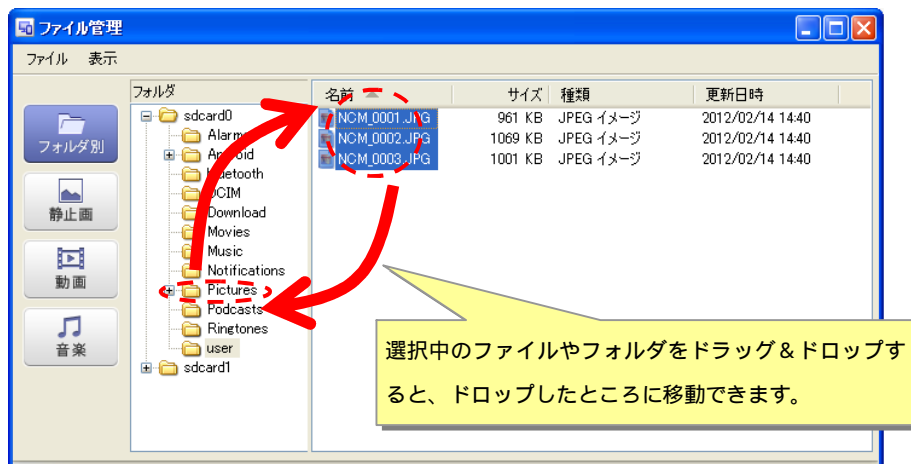 ファイル管理
ファイル 表示
フォルダ別
静止画
動画
音楽
フォルダ
sdcard0
Android
Bluetooth
DCIM
Download
Movies
Music
Notifications
Pictures
Podcasts
Ringtones
user
sdcard1
名前 サイズ 種類 更新日時
NCM_0001.JPG 961 KB JPEG イメージ 2012/02/14 14:40
NCM_0002.JPG 1069 KB JPEG イメージ 2012/02/14 14:40
NCM_0003.JPG 1001 KB JPEG イメージ 2012/02/14 14:40
選択中のファイルやフォルダをドラッグ＆ドロップす
ると、ドロップしたところに移動できます。